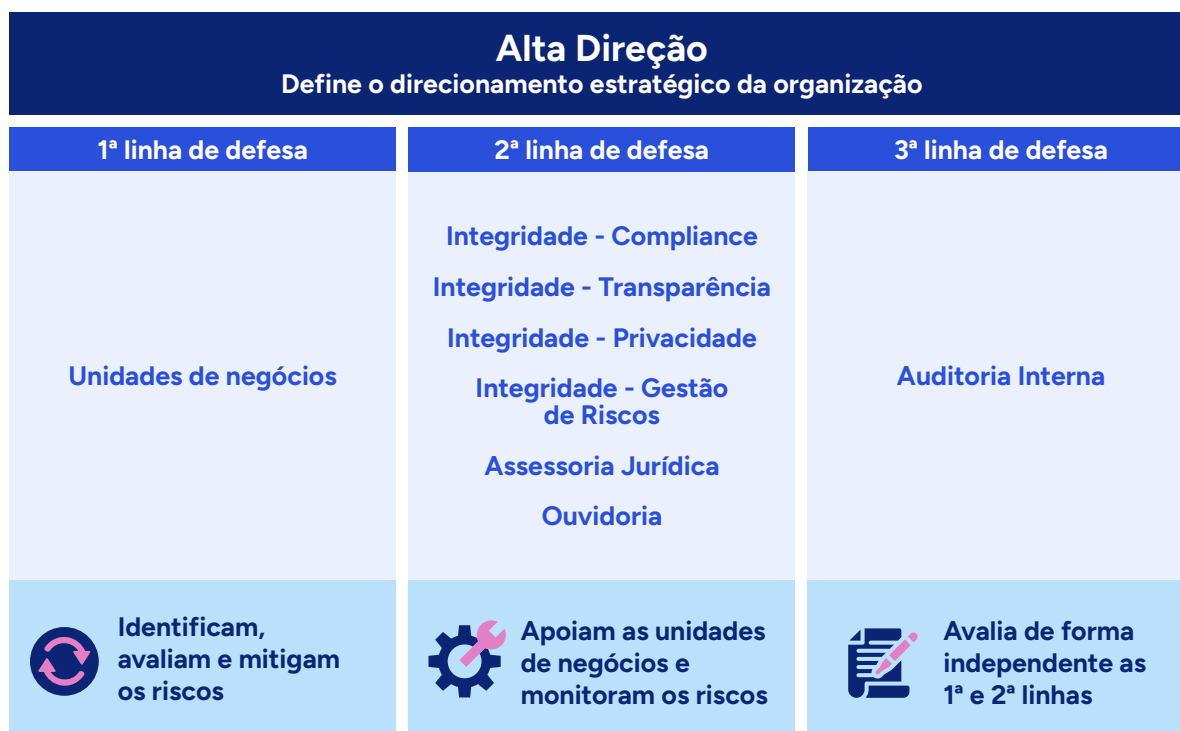 Alta Direção
Define o direcionamento estratégico da organização
1ª linha de defesa
Unidades de negócios
Identificam,
avaliam e mitigam
os riscos
2ª linha de defesa
Integridade - Compliance
Integridade - Transparência
Integridade - Privacidade
Integridade - Gestão
de Riscos
Assessoria Jurídica
Ouvidoria
Apoiam as unidades
de negócios e
monitoram os riscos
3ª linha de defesa
Auditoria Interna
Avalia de forma
independente as
1ª e 2ª linhas